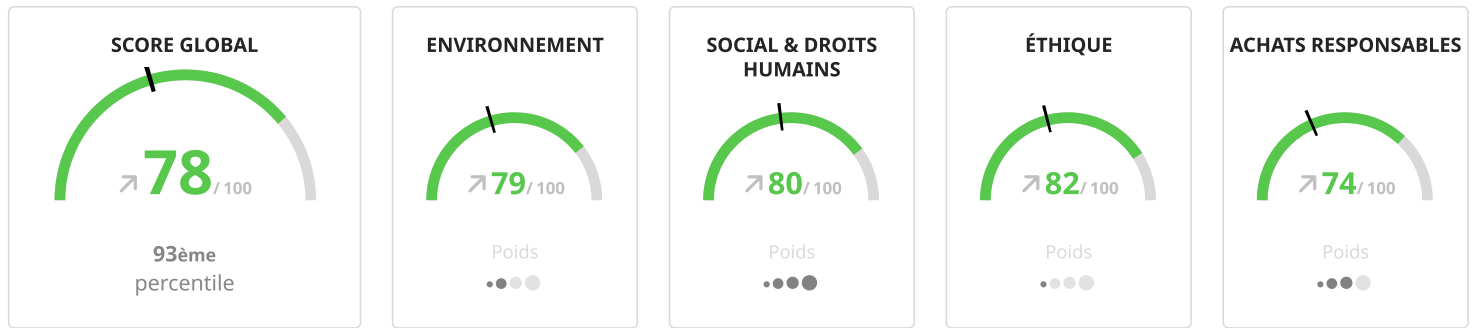 SCORE GLOBAL
78 / 100
93ème
percentile
ENVIRONNEMENT
79 / 100
Poids
SOCIAL & DROITS
HUMAINS
80 / 100
Poids
ÉTHIQUE
82 / 100
Poids
ACHATS RESPONSABLES
74 / 100
Poids